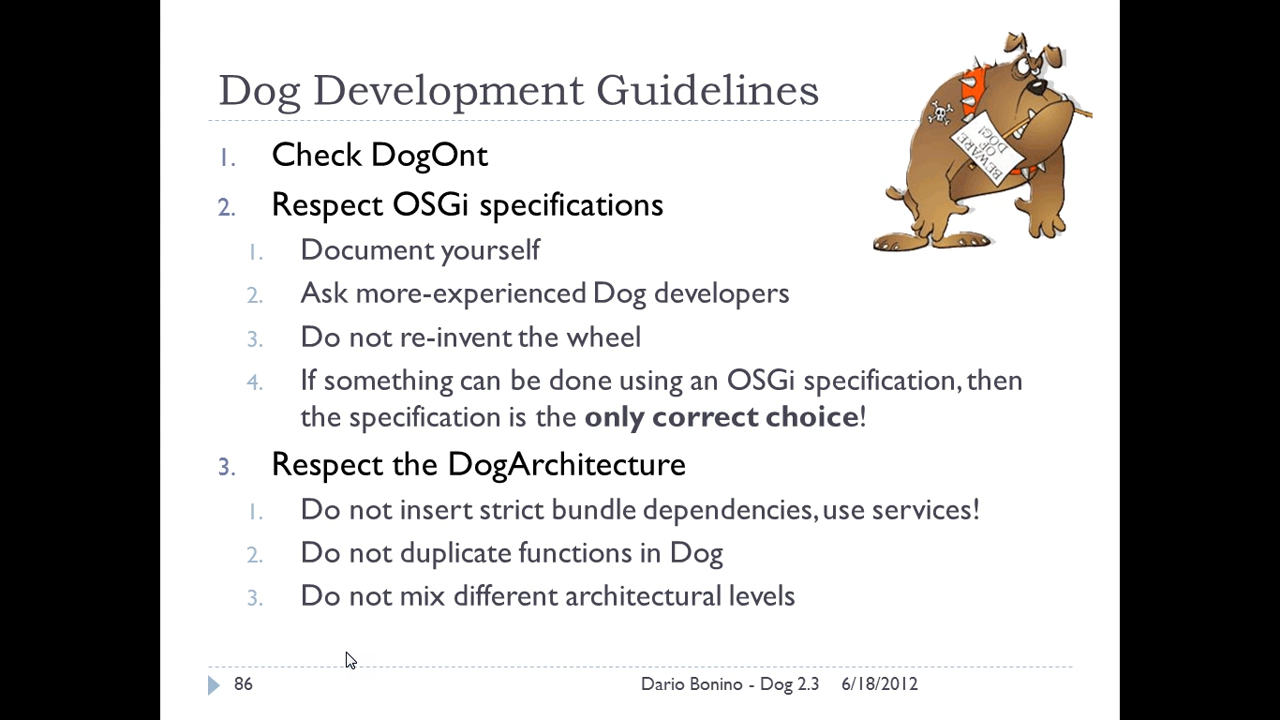 Dog Development Guidelines
BEWARE
OF
DOG!
1. Check DogOnt
2. Respect OSGi specifications
1. Document yourself
2. Ask more-experienced Dog developers
3. Do not re-invent the wheel
4. If something can be done using an OSGi specification, then
the specification is the only correct choice!
3. Respect the DogArchitecture
1. Do not insert strict bundle dependencies, use services!
2. Do not duplicate functions in Dog
3. Do not mix different architectural levels
86 Dario Bonino - Dog 2.3 6/18/2012